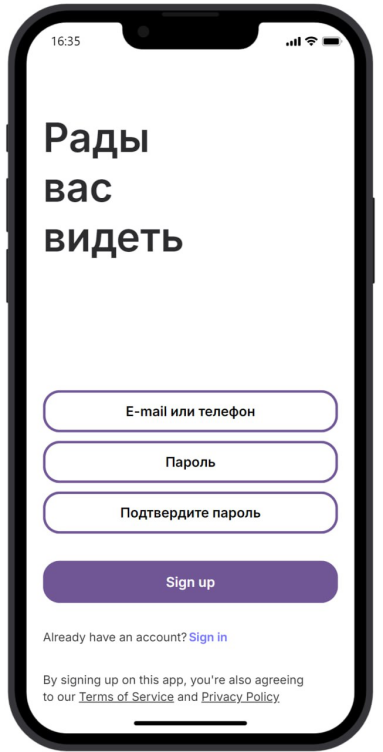 16:35
Рады
вас
видеть
E-mail или телефон
Пароль
Подтвердите пароль
Sign up
Already have an account? Sign in
By signing up on this app, you're also agreeing
to our Terms of Service and Privacy Policy